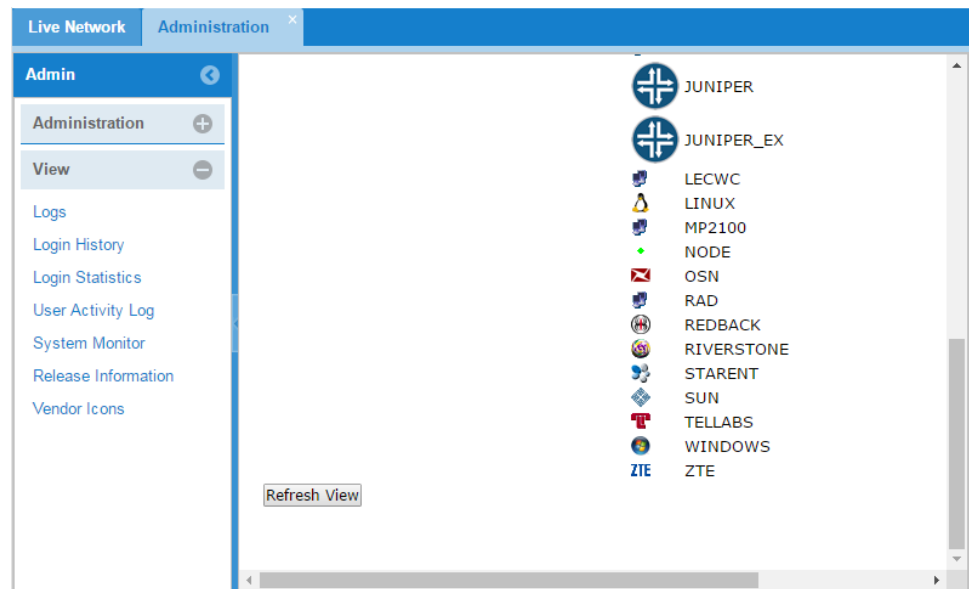 Live Network
Administration
Admin
Administration
View
Logs
Login History
Login Statistics
User Activity Log
System Monitor
Release Information
Vendor Icons
JUNIPER
JUNIPER_EX
LECWC
LINUX
MP2100
NODE
OSN
RAD
REDBACK
RIVERSTONE
STARENT
SUN
TELLABS
WINDOWS
ZTE ZTE
Refresh View